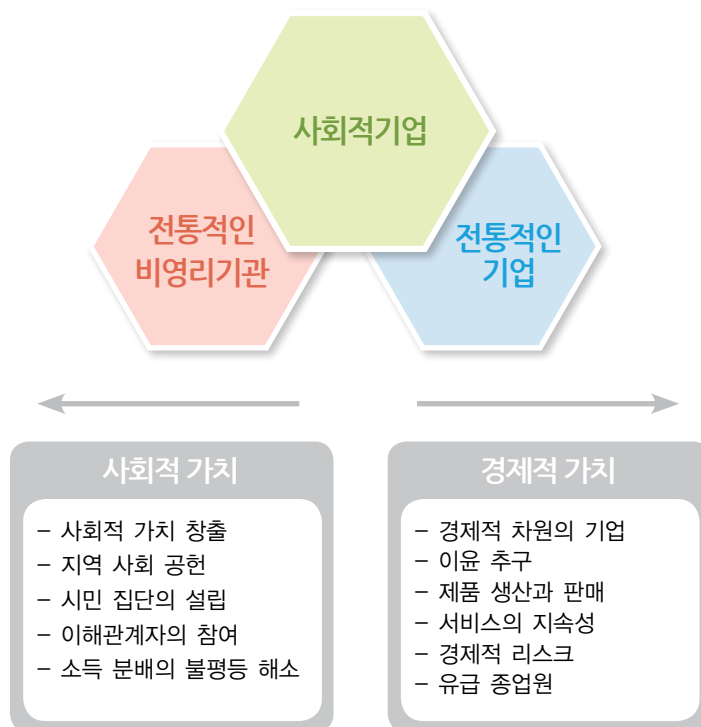 사회적기업
전통적인
비영리기관
전통적인
기업
사회적 가치
– 사회적 가치 창출
– 지역 사회 공헌
– 시민 집단의 설립
– 이해관계자의 참여
– 소득 분배의 불평등 해소
경제적 가치
– 경제적 차원의 기업
– 이윤 추구
– 제품 생산과 판매
– 서비스의 지속성
– 경제적 리스크
– 유급 종업원